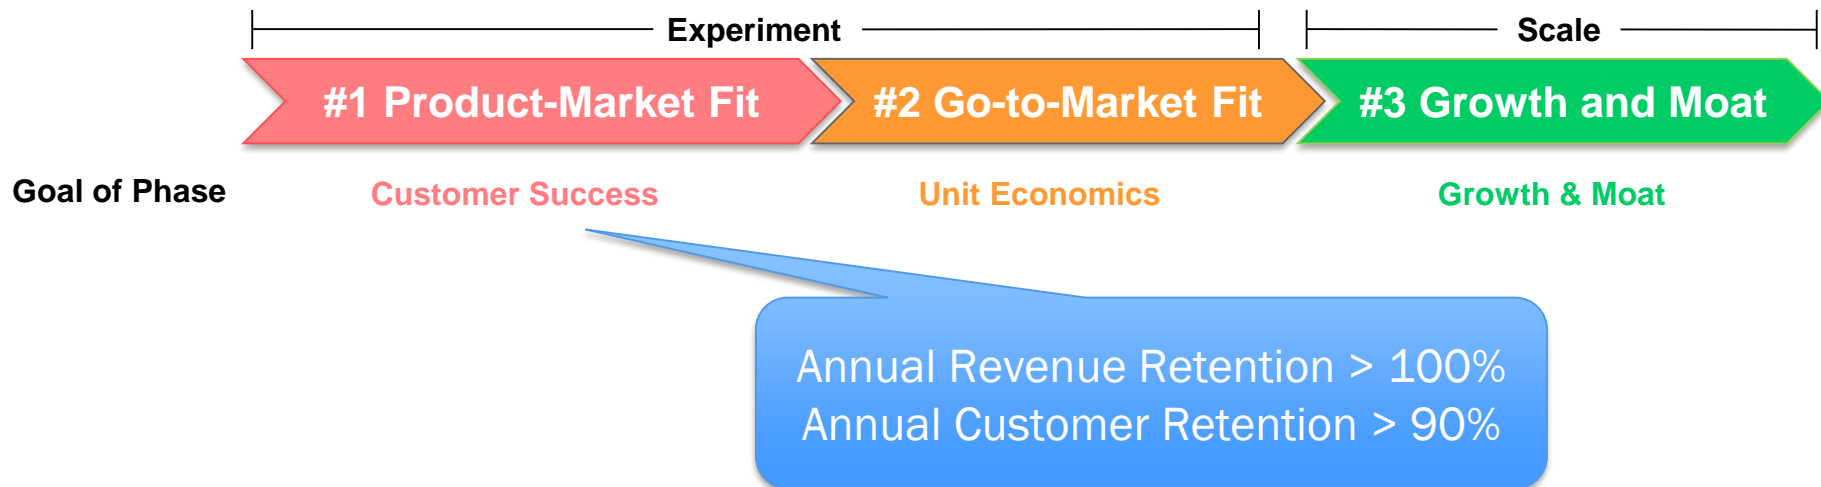 Experiment
Scale
#1 Product-Market Fit
#2 Go-to-Market Fit
#3 Growth and Moat
Goal of Phase
Customer Success
Unit Economics
Growth & Moat
Annual Revenue Retention > 100%
Annual Customer Retention > 90%